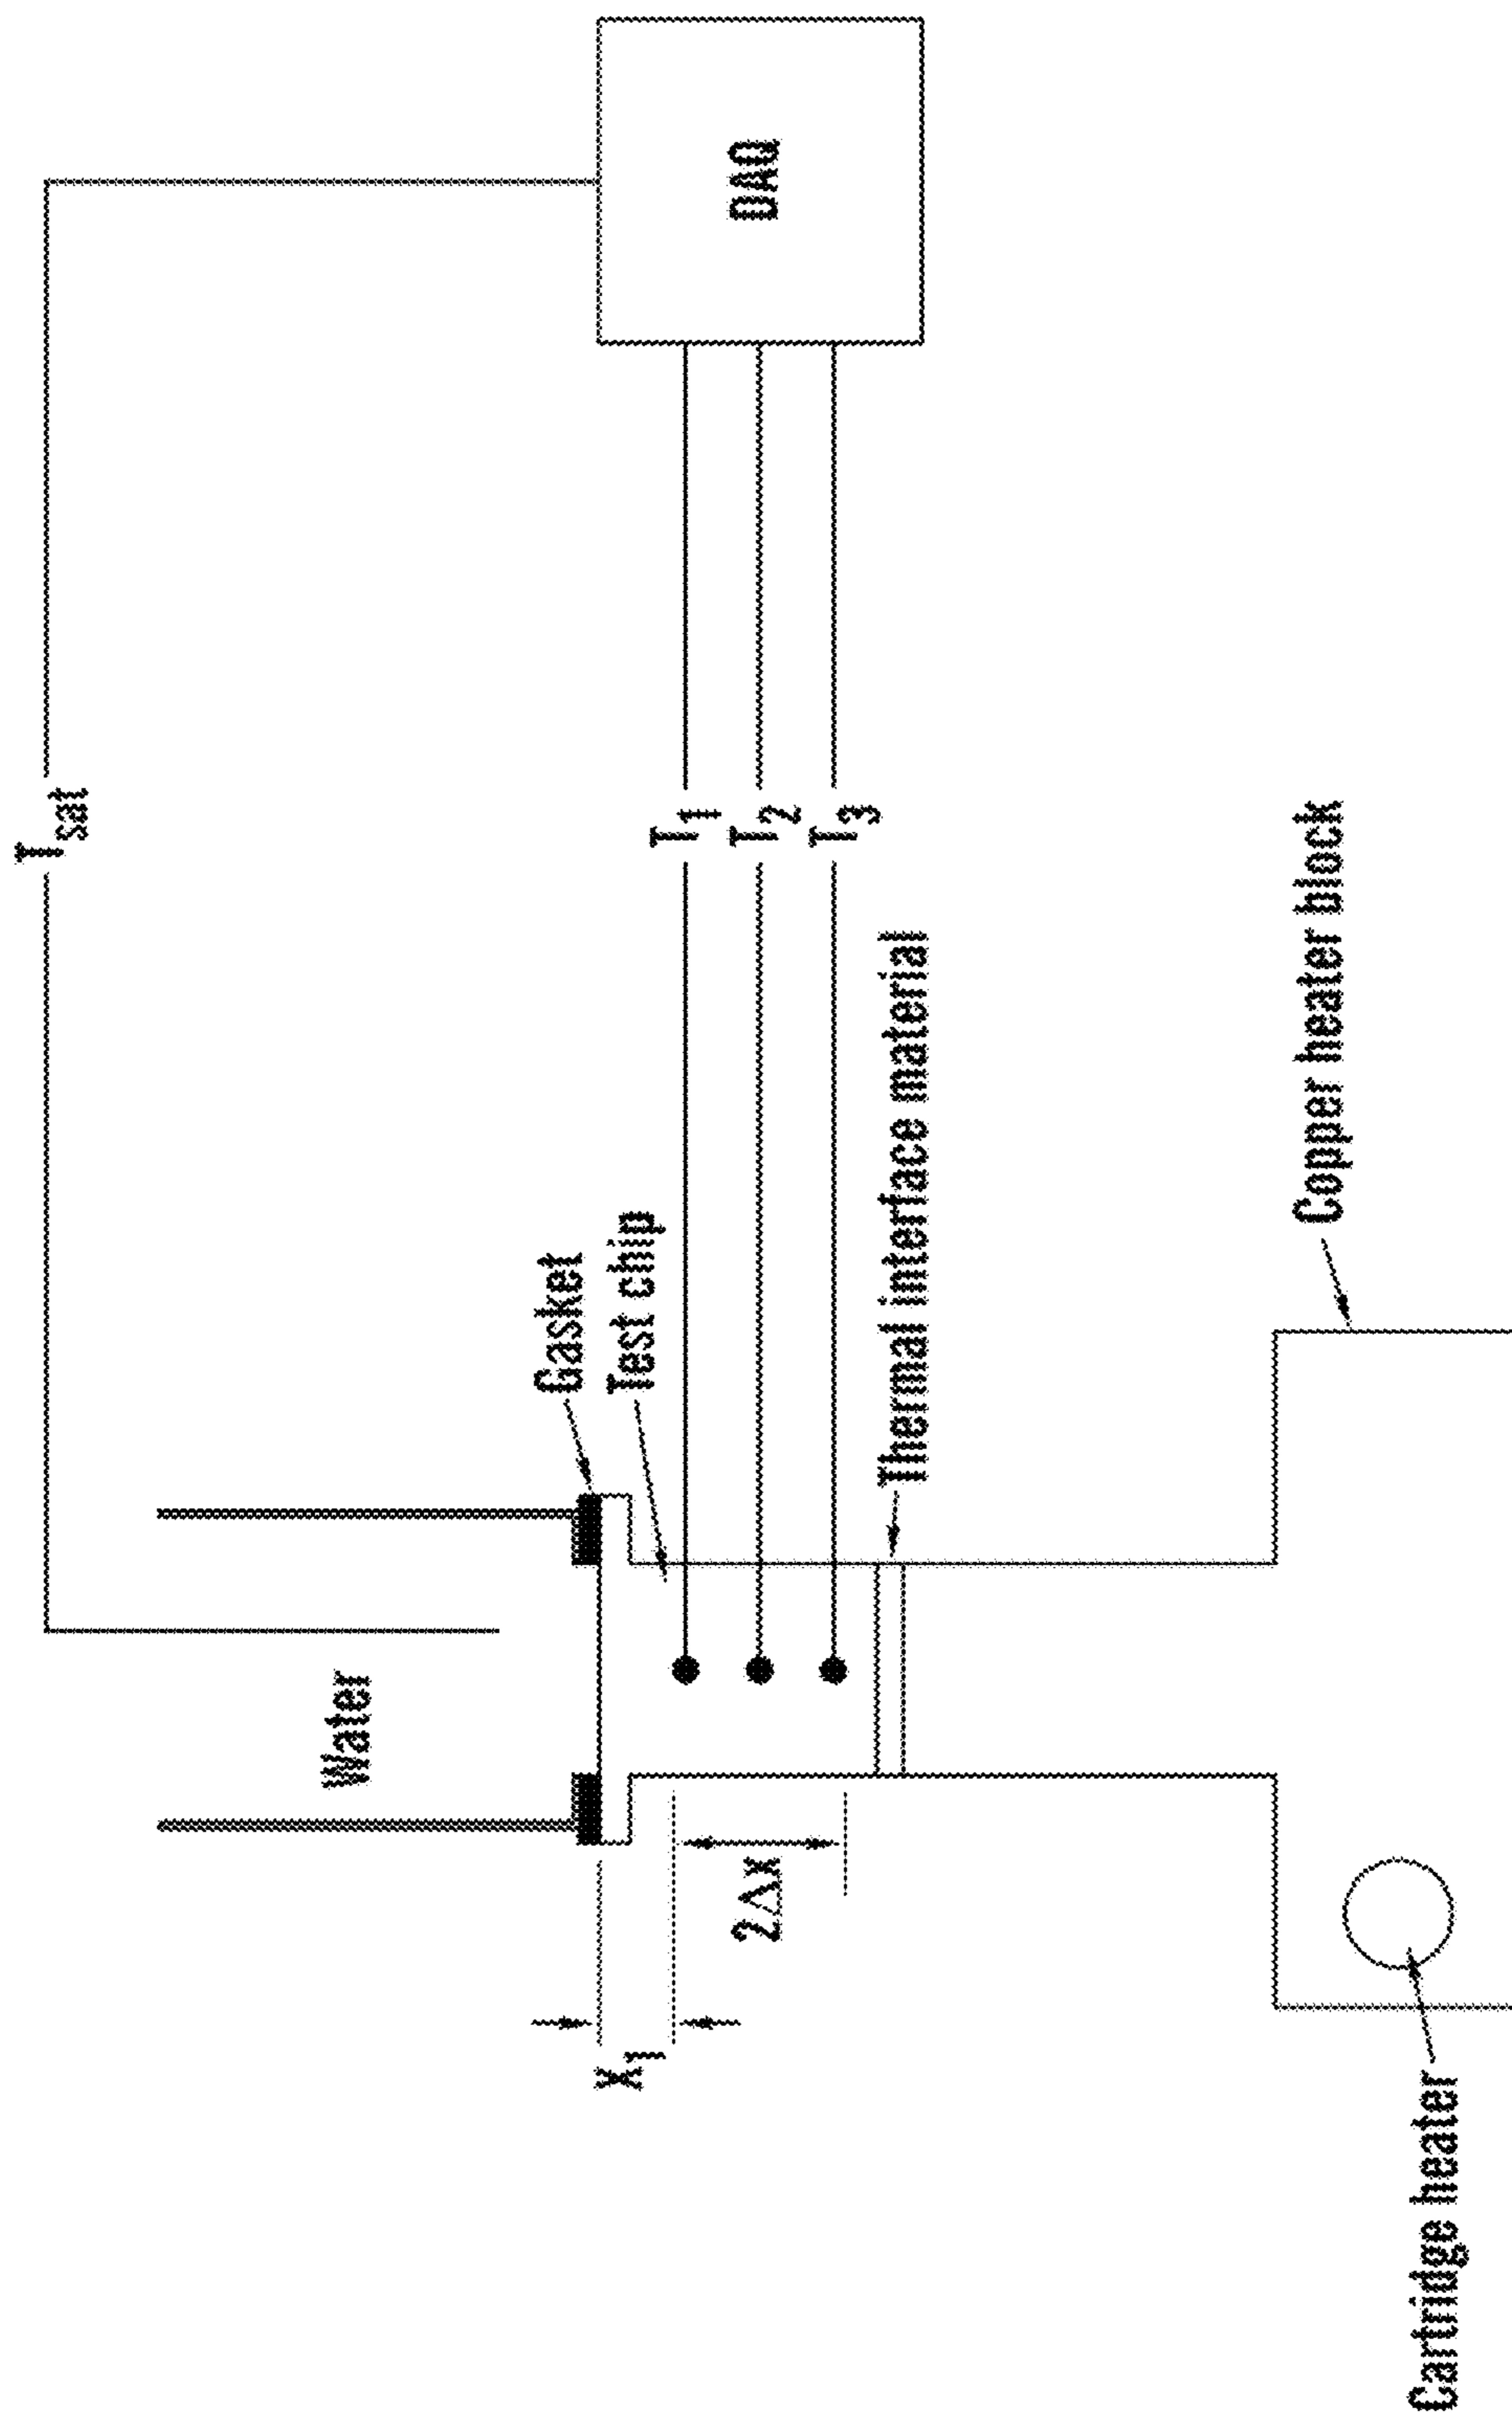 T_sat
DAQ
Water
Gasket
Test chip
T_1
T_2
T_3
x_1
2Δx
Thermal interface material
Copper heater block
Cartridge heater